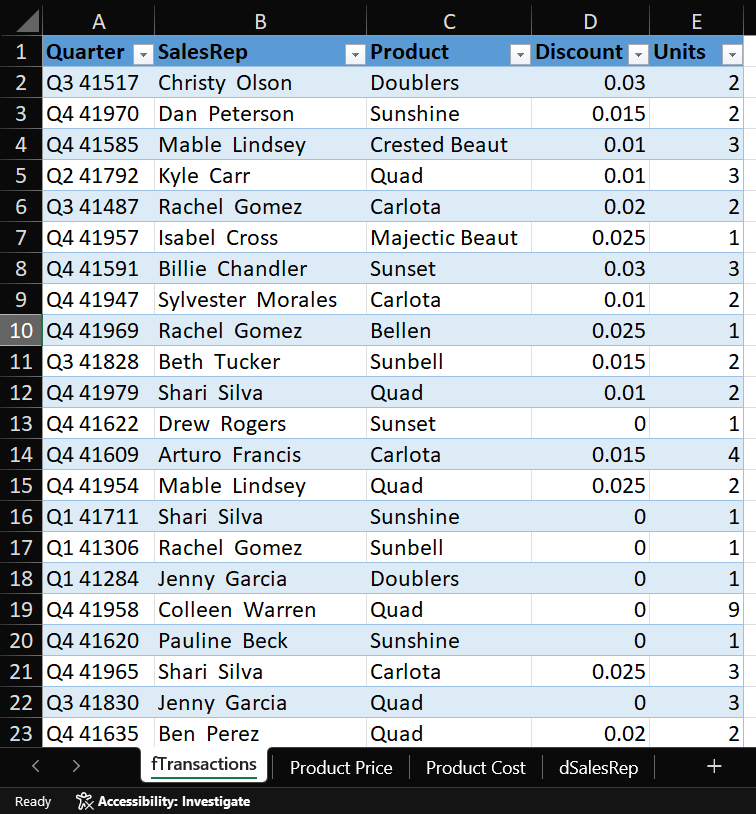 A B C D E
1 Quarter SalesRep Product Discount Units
2 Q3 41517 Christy  Olson Doublers 0.03 2
3 Q4 41970 Dan  Peterson Sunshine 0.015 2
4 Q4 41585 Mable  Lindsey Crested Beaut 0.01 3
5 Q2 41792 Kyle  Carr Quad 0.01 3
6 Q3 41487 Rachel  Gomez Carlota 0.02 2
7 Q4 41957 Isabel  Cross Majectic Beaut 0.025 1
8 Q4 41591 Billie  Chandler Sunset 0.03 3
9 Q4 41947 Sylvester  Morales Carlota 0.01 2
10 Q4 41969 Rachel  Gomez Bellen 0.025 1
11 Q3 41828 Beth  Tucker Sunbell 0.015 2
12 Q4 41979 Shari  Silva Quad 0.01 2
13 Q4 41622 Drew  Rogers Sunset 0 1
14 Q4 41609 Arturo  Francis Carlota 0.015 4
15 Q4 41954 Mable  Lindsey Quad 0.025 2
16 Q1 41711 Shari  Silva Sunshine 0 1
17 Q1 41306 Rachel  Gomez Sunbell 0 1
18 Q1 41284 Jenny  Garcia Doublers 0 1
19 Q4 41958 Colleen  Warren Quad 0 9
20 Q4 41620 Pauline  Beck Sunshine 0 1
21 Q4 41965 Shari  Silva Carlota 0.025 3
22 Q3 41830 Jenny  Garcia Quad 0 3
23 Q4 41635 Ben  Perez Quad 0.02 2
fTransactions Product Price Product Cost dSalesRep +
Ready Accessibility: Investigate